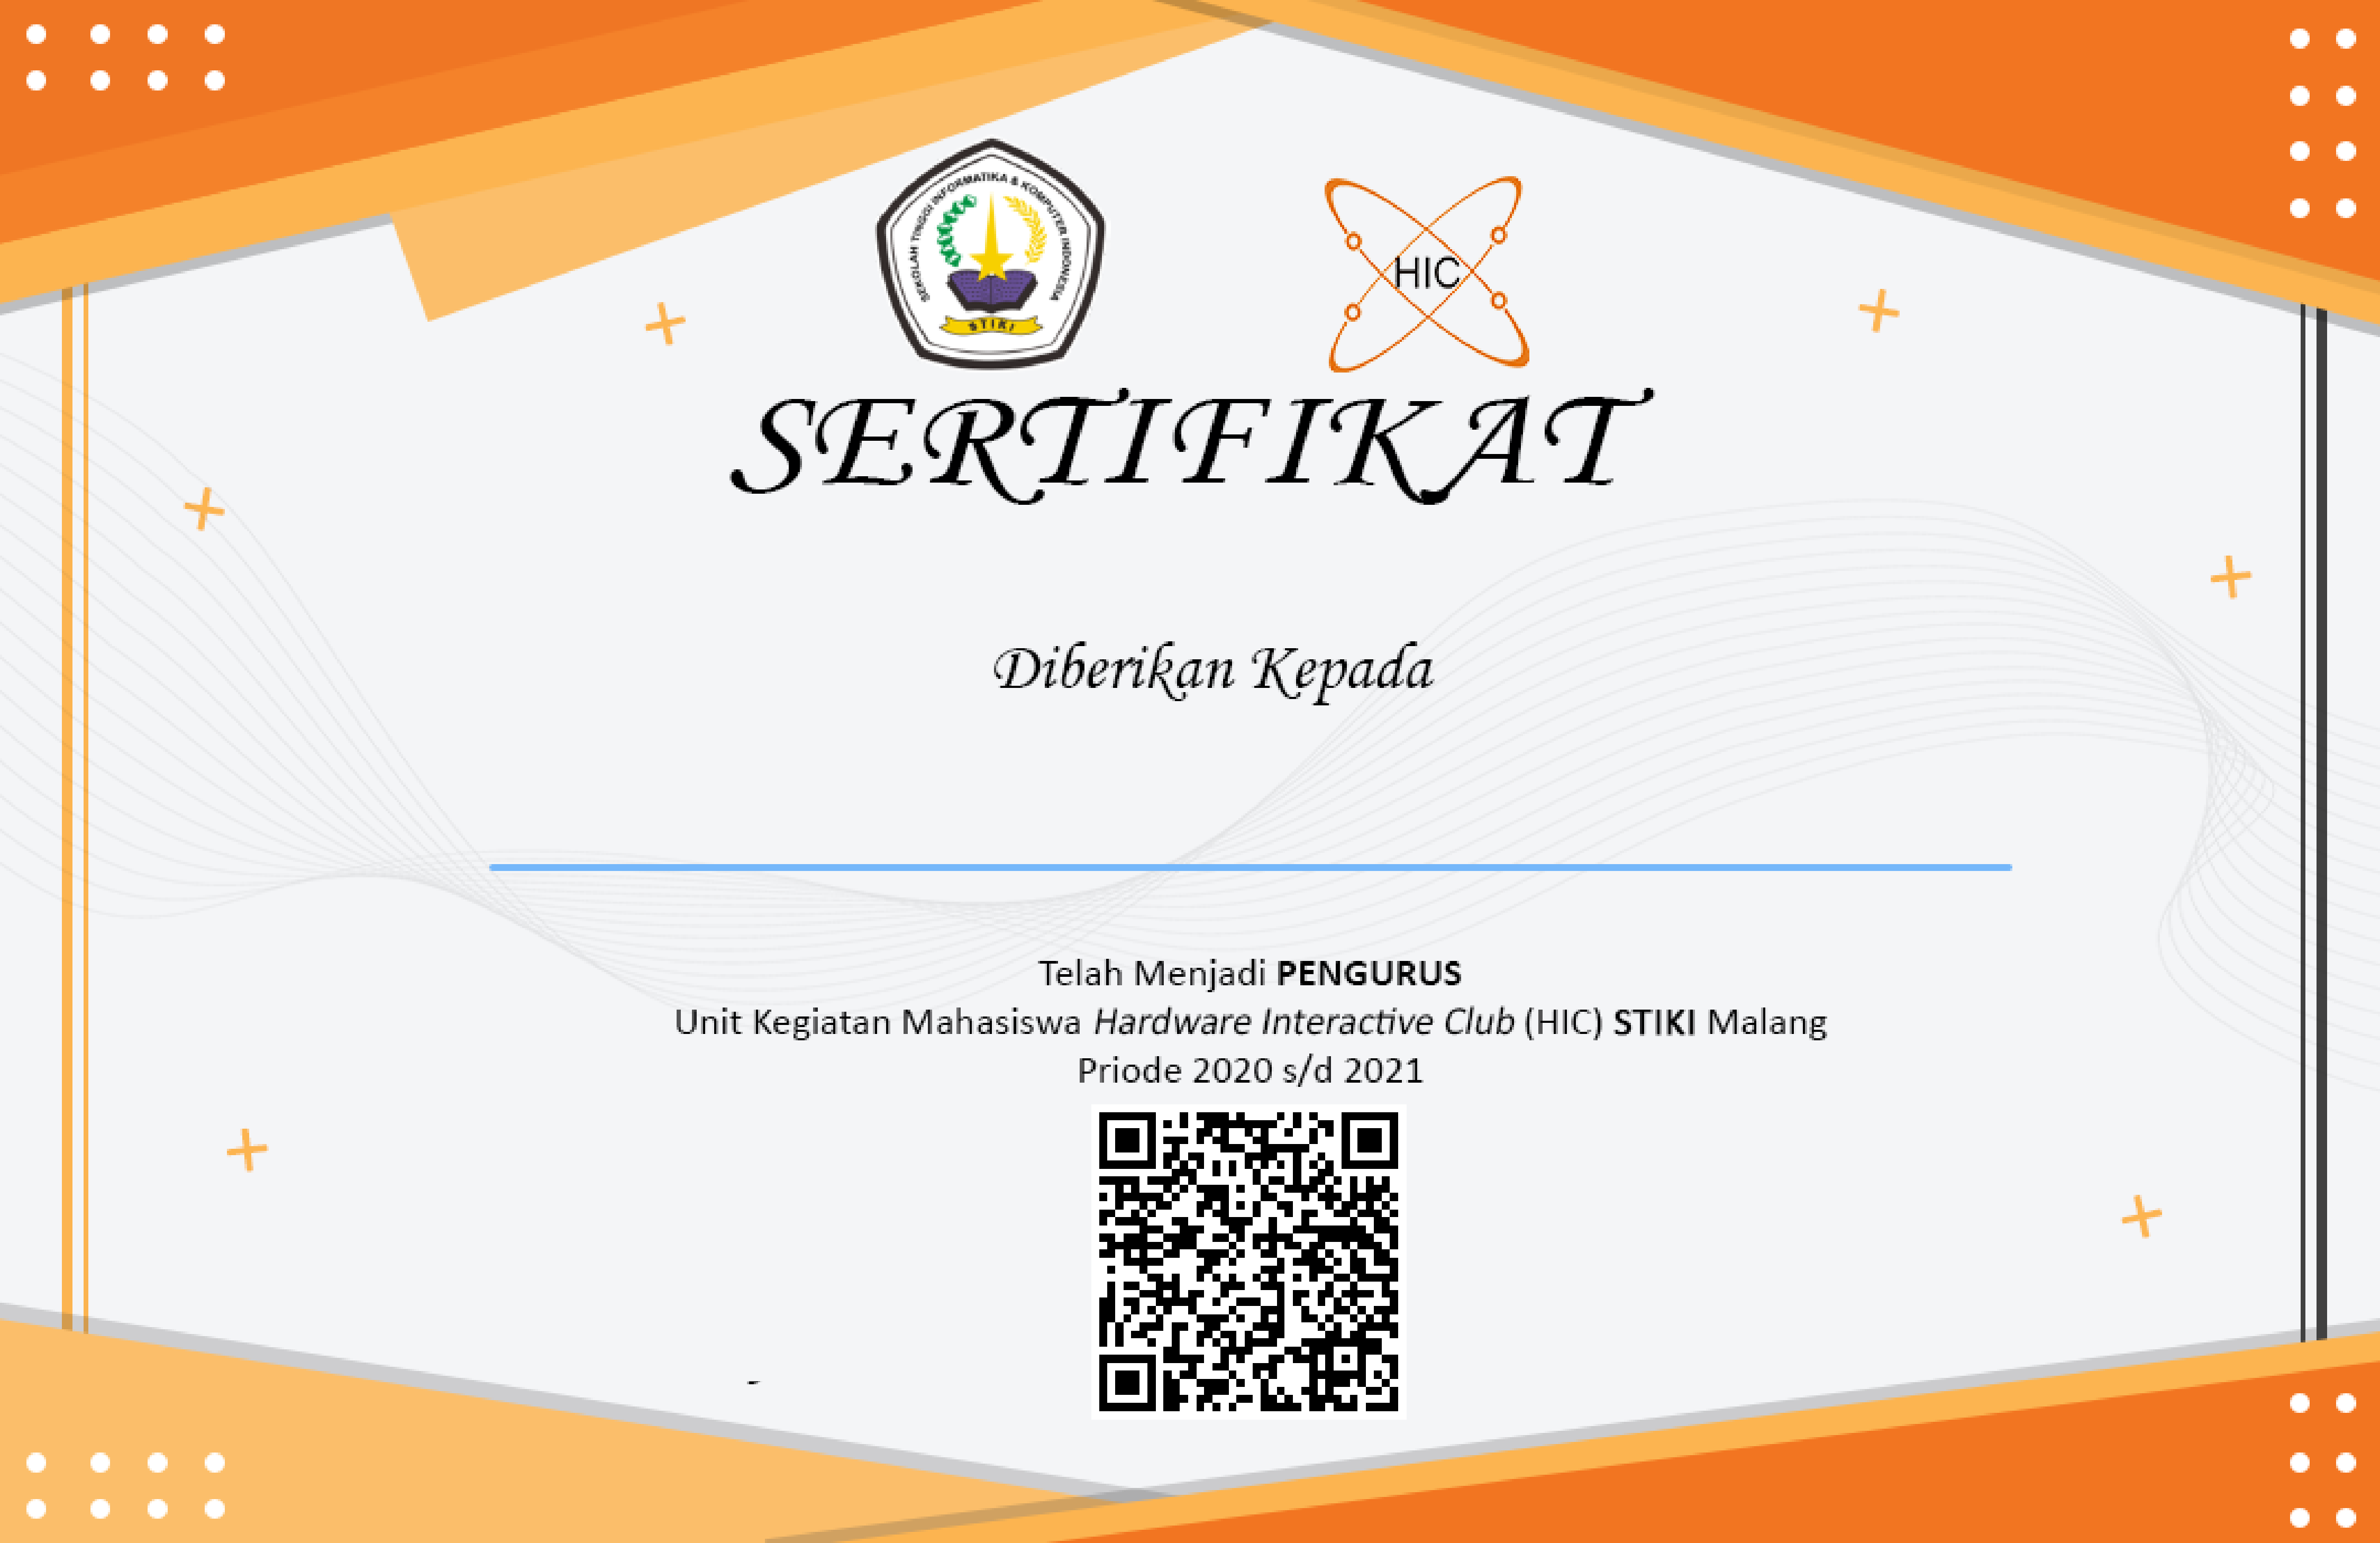 SEKOLAH TINGGI INFORMATIKA & KOMPUTER INDONESIA
STIKI
HIC
SERTIFIKAT
Diberikan Kepada
Telah Menjadi PENGURUS
Unit Kegiatan Mahasiswa Hardware Interactive Club (HIC) STIKI Malang
Priode 2020 s/d 2021